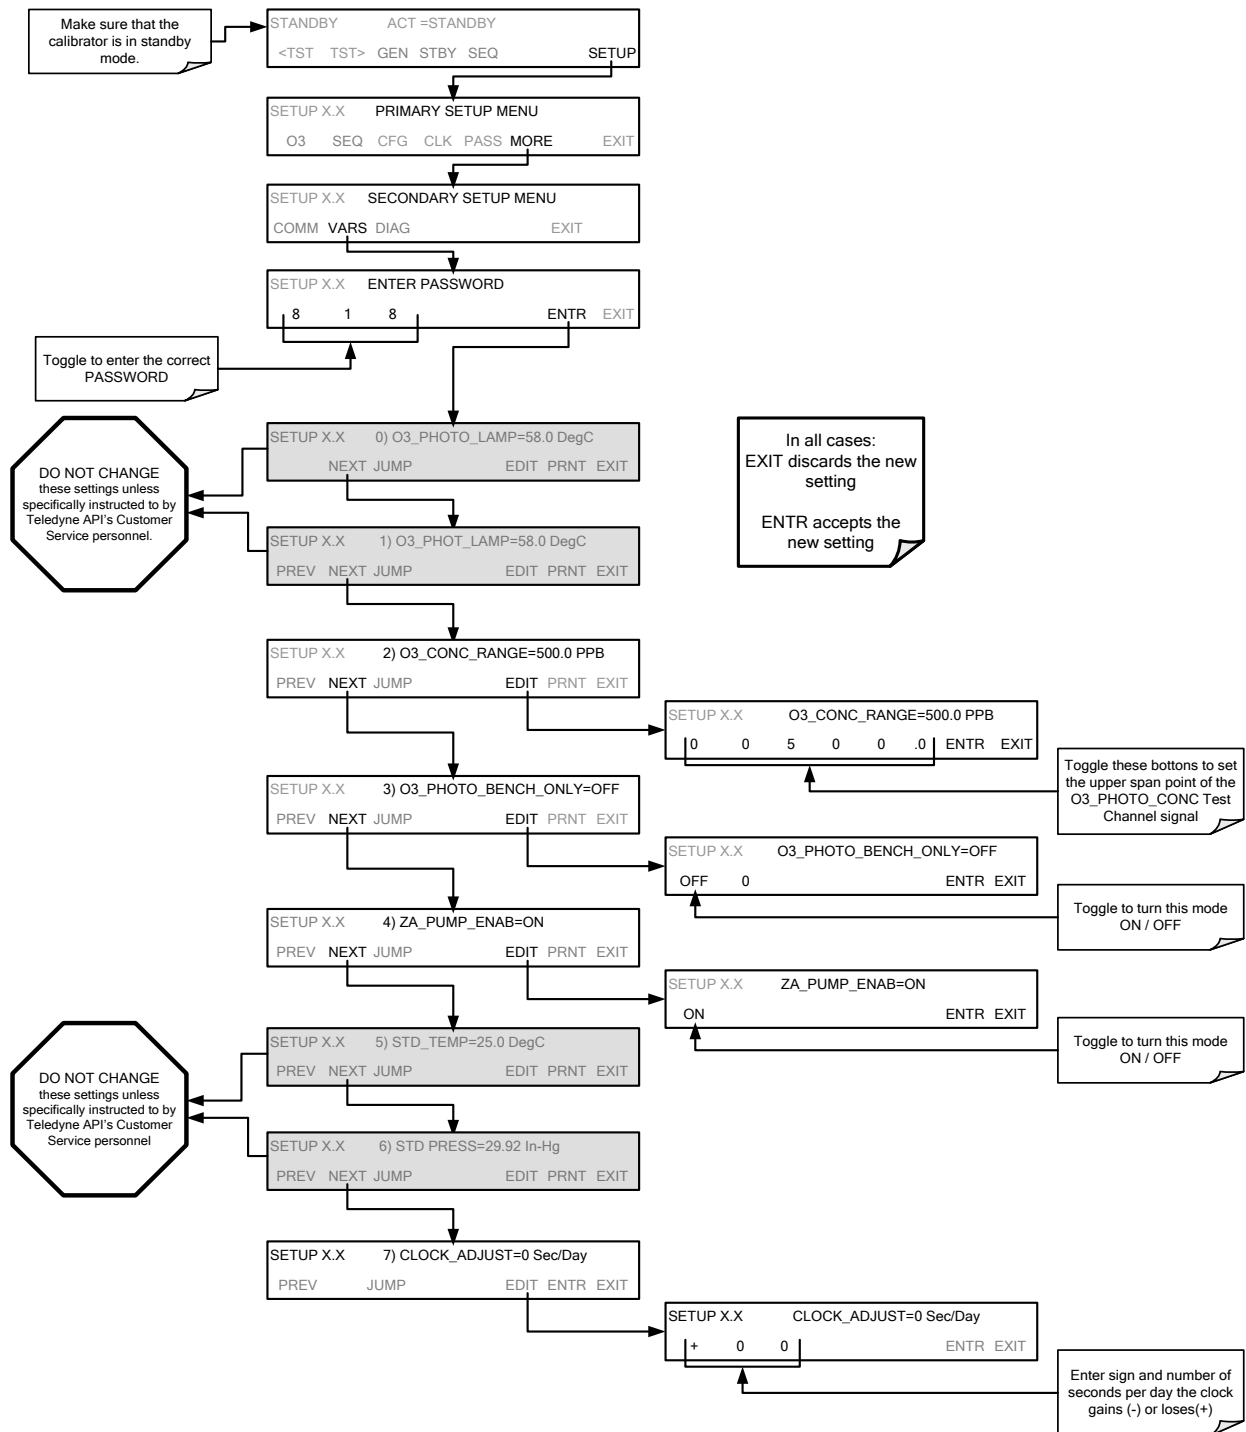 Make sure that the
calibrator is in standby
mode.
STANDBY ACT =STANDBY
<TST TST> GEN STBY SEQ SETUP
SETUP X.X PRIMARY SETUP MENU
O3 SEQ CFG CLK PASS MORE EXIT
SETUP X.X SECONDARY SETUP MENU
COMM VARS DIAG EXIT
SETUP X.X ENTER PASSWORD
8 1 8 ENTR EXIT
Toggle to enter the correct
PASSWORD
DO NOT CHANGE
these settings unless
specifically instructed to by
Teledyne API's Customer
Service personnel.
SETUP X.X 0) O3_PHOTO_LAMP=58.0 DegC
NEXT JUMP EDIT PRNT EXIT
SETUP X.X 1) O3_PHOT_LAMP=58.0 DegC
PREV NEXT JUMP EDIT PRNT EXIT
In all cases:
EXIT discards the new
setting
ENTR accepts the
new setting
SETUP X.X 2) O3_CONC_RANGE=500.0 PPB
PREV NEXT JUMP EDIT PRNT EXIT
SETUP X.X O3_CONC_RANGE=500.0 PPB
0 0 5 0 0 .0 ENTR EXIT
Toggle these bottons to set
the upper span point of the
O3_PHOTO_CONC Test
Channel signal
SETUP X.X 3) O3_PHOTO_BENCH_ONLY=OFF
PREV NEXT JUMP EDIT PRNT EXIT
SETUP X.X O3_PHOTO_BENCH_ONLY=OFF
OFF 0 ENTR EXIT
Toggle to turn this mode
ON / OFF
SETUP X.X 4) ZA_PUMP_ENAB=ON
PREV NEXT JUMP EDIT PRNT EXIT
SETUP X.X ZA_PUMP_ENAB=ON
ON ENTR EXIT
Toggle to turn this mode
ON / OFF
DO NOT CHANGE
these settings unless
specifically instructed to by
Teledyne API's Customer
Service personnel
SETUP X.X 5) STD_TEMP=25.0 DegC
PREV NEXT JUMP EDIT PRNT EXIT
SETUP X.X 6) STD PRESS=29.92 In-Hg
PREV NEXT JUMP EDIT PRNT EXIT
SETUP X.X 7) CLOCK_ADJUST=0 Sec/Day
PREV JUMP EDIT ENTR EXIT
SETUP X.X CLOCK_ADJUST=0 Sec/Day
+ 0 0 ENTR EXIT
Enter sign and number of
seconds per day the clock
gains (-) or loses(+)